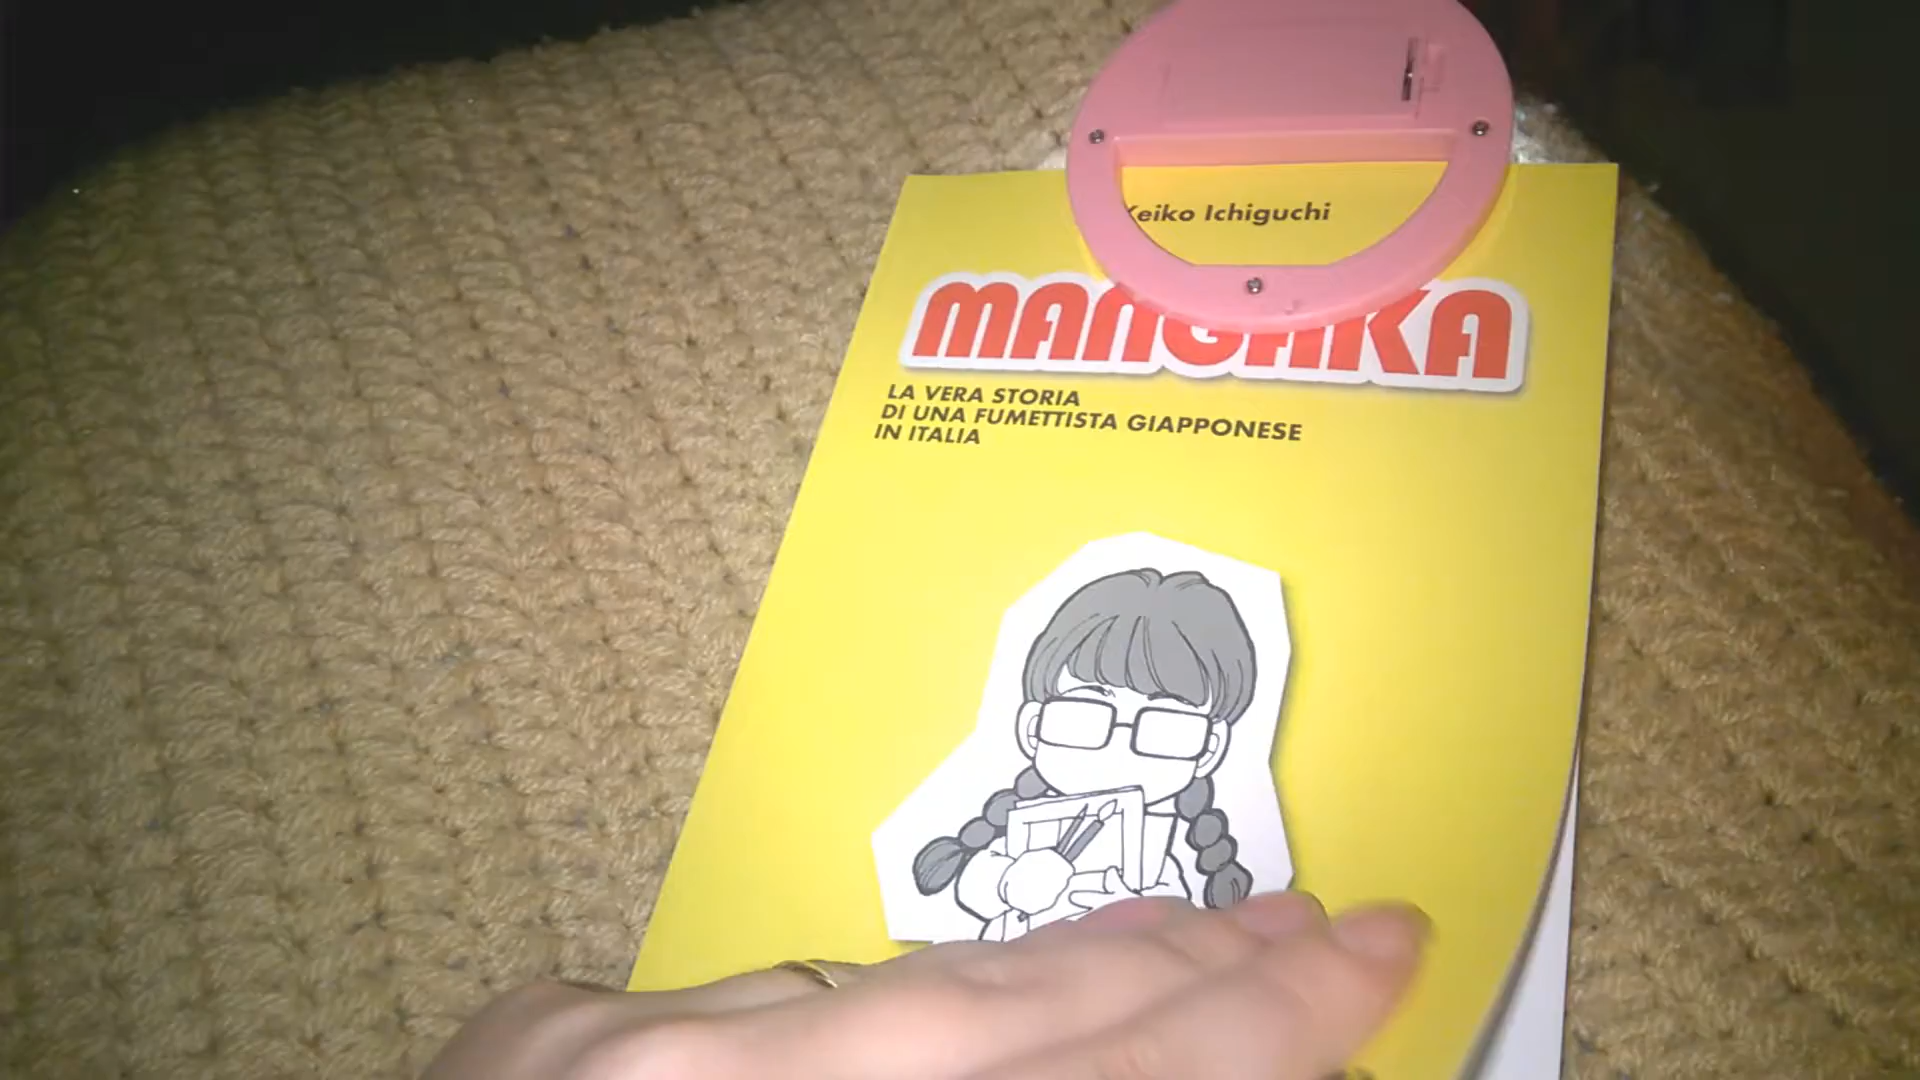 Keiko Ichiguchi
MANGAKA
LA VERA STORIA
DI UNA FUMETTISTA GIAPPONESE
IN ITALIA